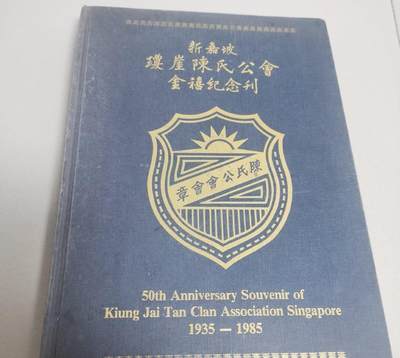 新嘉坡
瓊崖陳氏公會
金禧紀念刊
陳氏公會會章
50th Anniversary Souvenir of
Kiung Jai Tan Clan Association Singapore
1935 — 1985